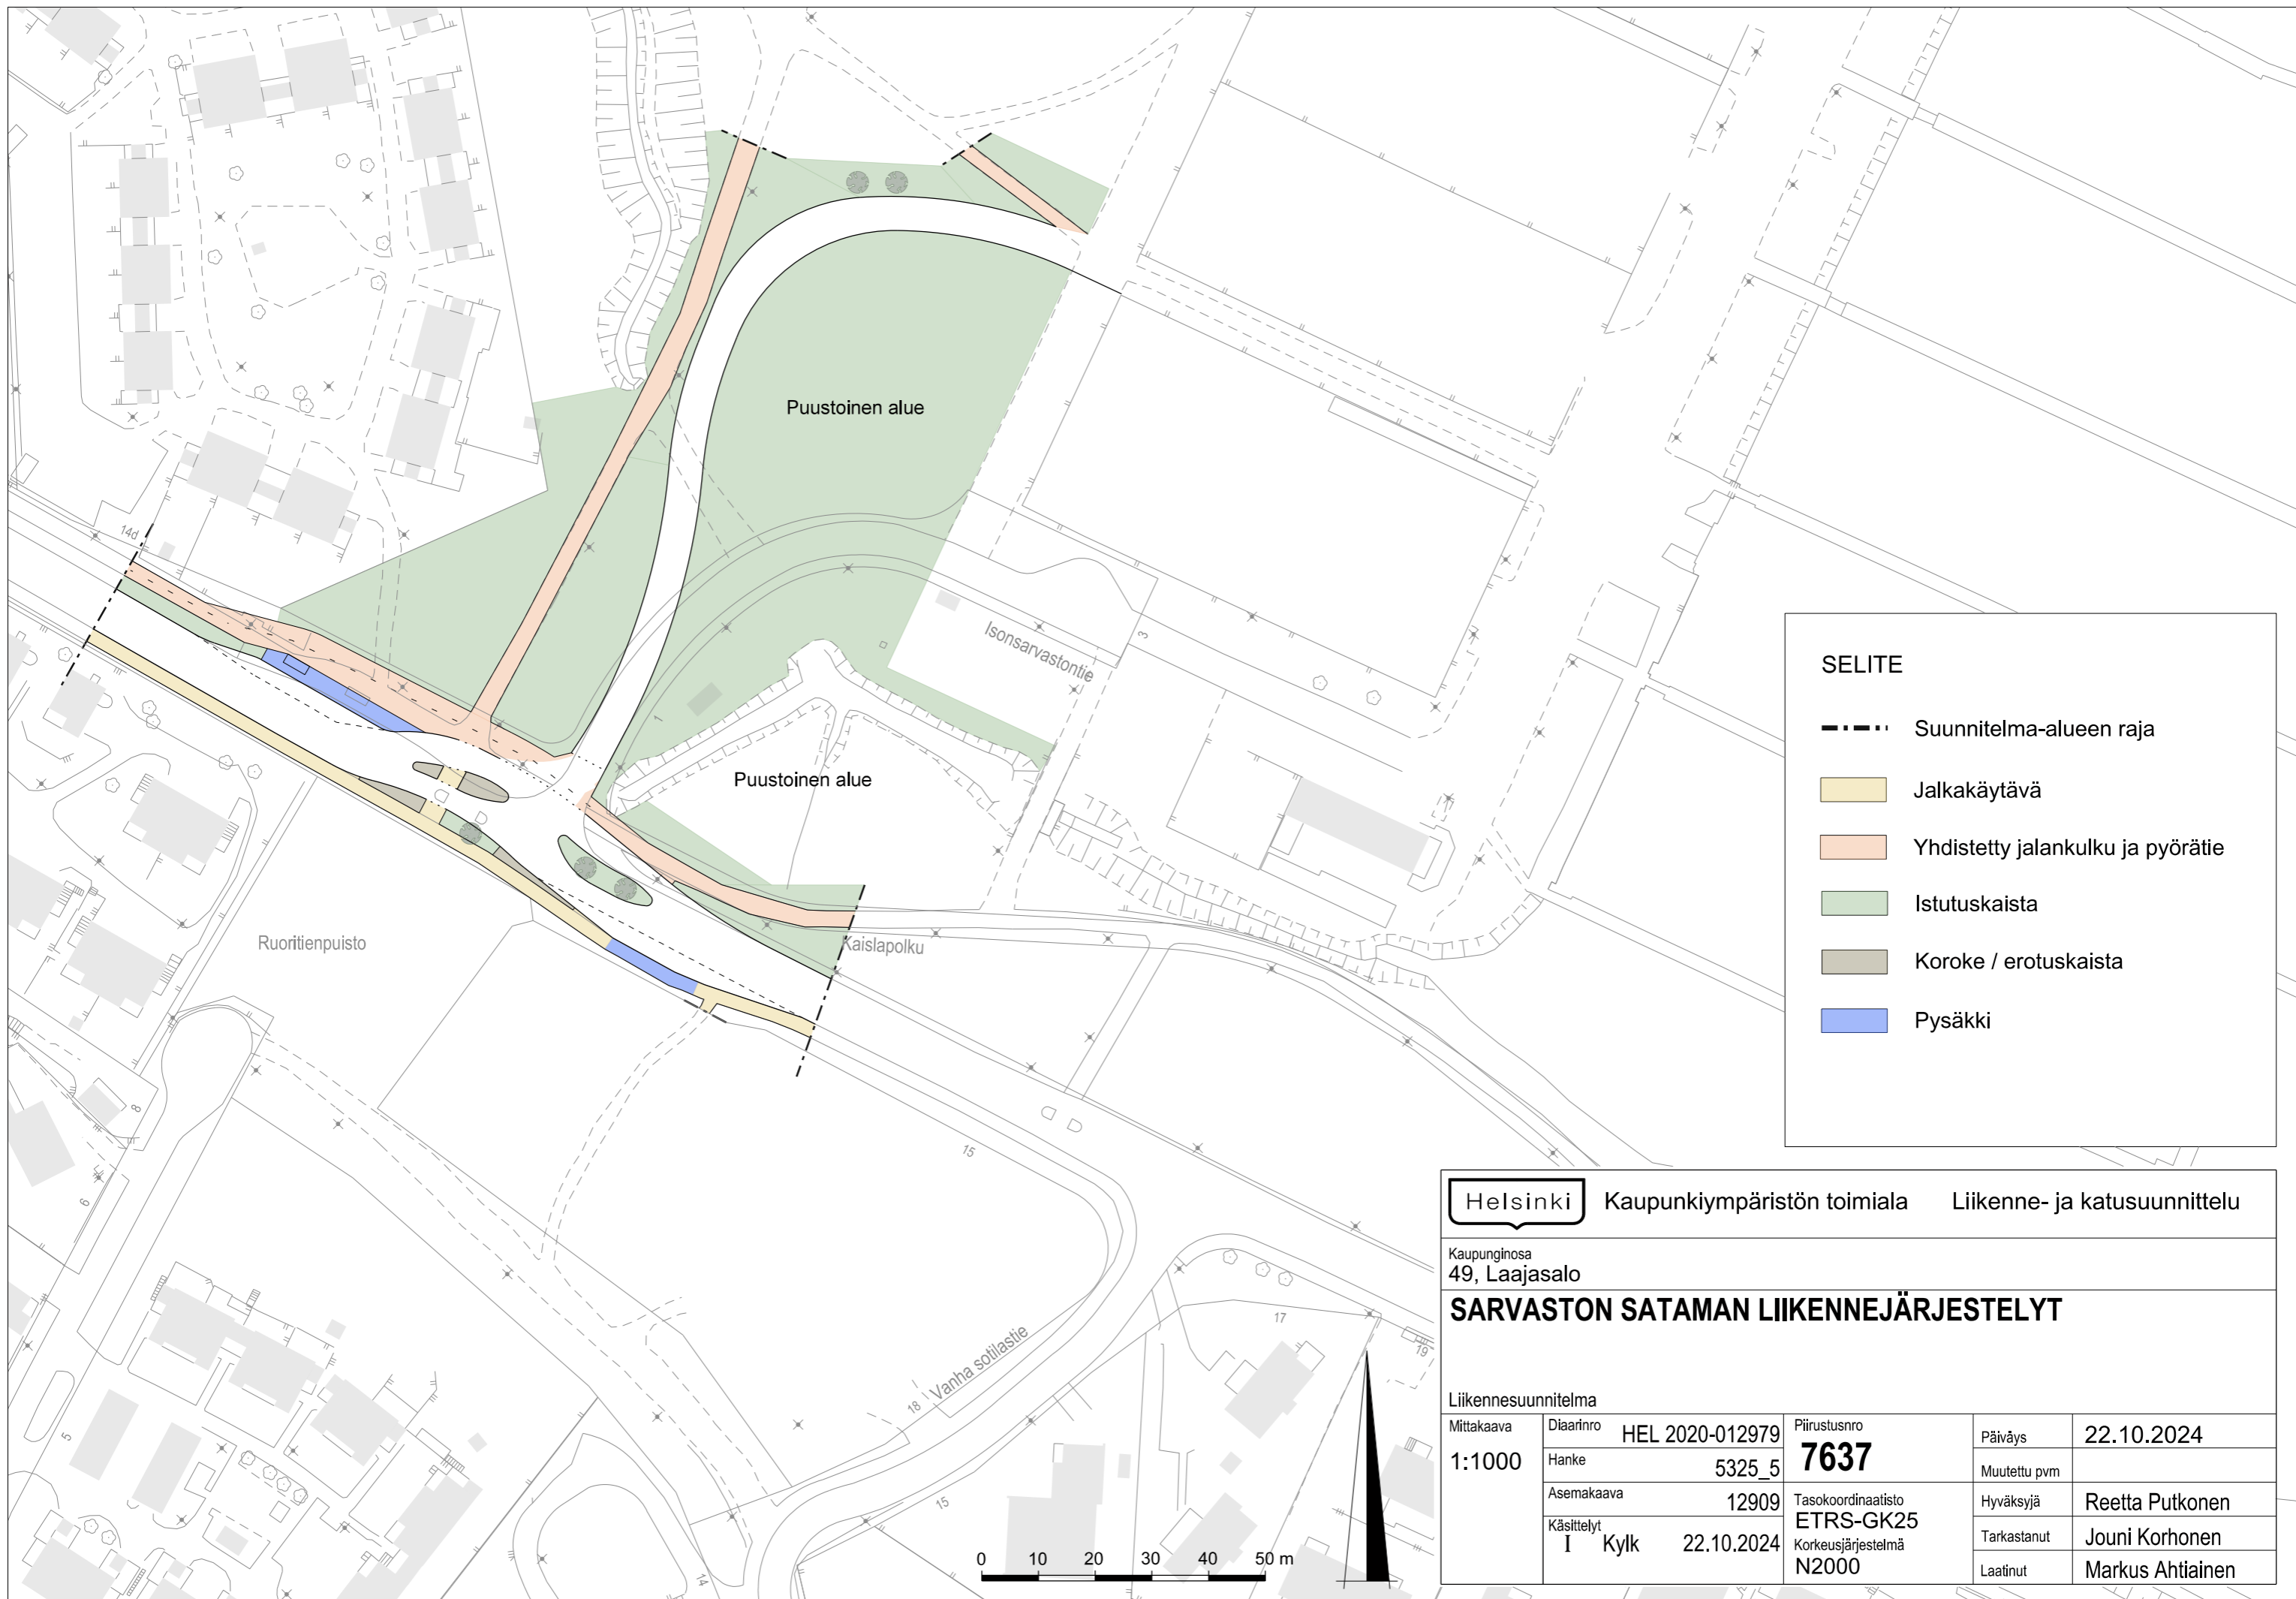 Puustoinen alue
14d
Isonsarvastontie
3
1
Puustoinen alue
Ruoritienpuisto
Kaislapolku
8
6
5
15
Vanha sotilastie
18
17
19
15
14
0 10 20 30 40 50 m
SELITE
Suunnitelma-alueen raja
Jalkakäytävä
Yhdistetty jalankulku ja pyörätie
Istutuskaista
Koroke / erotuskaista
Pysäkki
Helsinki Kaupunkiympäristön toimiala Liikenne- ja katusuunnittelu
Kaupunginosa
49, Laajasalo
SARVASTON SATAMAN LIIKENNEJÄRJESTELYT
Liikennesuunnitelma
Mittakaava
1:1000
Diaarinro HEL 2020-012979
Hanke 5325_5
Asemakaava 12909
Käsittelyt
I Kylk 22.10.2024
Piirustusnro
7637
Tasokoordinaatisto
ETRS-GK25
Korkeusjärjestelmä
N2000
Päiväys 22.10.2024
Muutettu pvm
Hyväksyjä Reetta Putkonen
Tarkastanut Jouni Korhonen
Laatinut Markus Ahtiainen